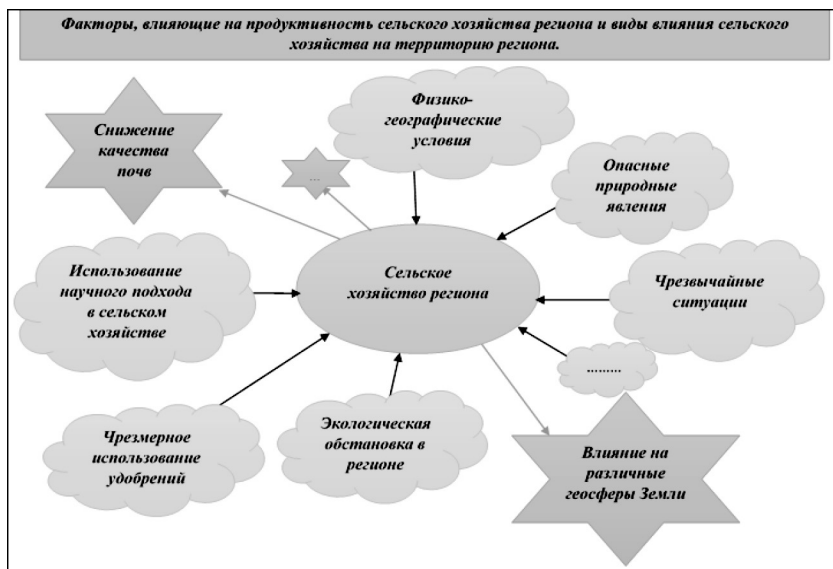 Факторы, влияющие на продуктивность сельского хозяйства региона и виды влияния сельского
хозяйства на территорию региона.
Снижение
качества
почв
...
Физико-
географические
условия
Опасные
природные
явления
Использование
научного подхода
в сельском
хозяйстве
Сельское
хозяйство региона
Чрезвычайные
ситуации
.........
Чрезмерное
использование
удобрений
Экологическая
обстановка в
регионе
Влияние на
различные
геосферы Земли